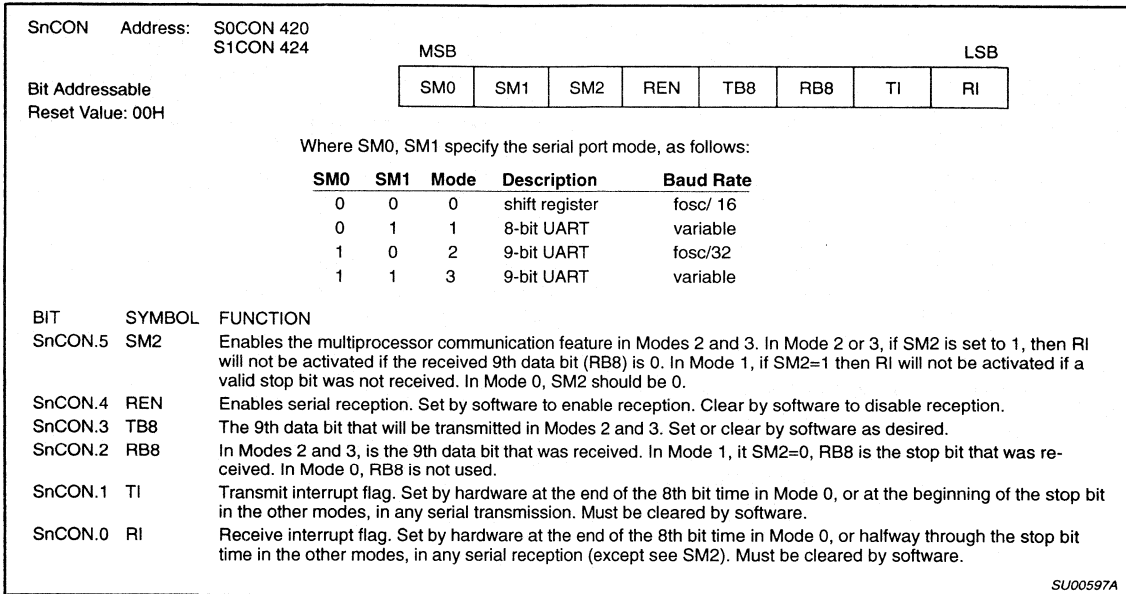 SnCON Address: S0CON 420
S1CON 424
MSB LSB
Bit Addressable SM0 SM1 SM2 REN TB8 RB8 TI RI
Reset Value: 00H
Where SM0, SM1 specify the serial port mode, as follows:
SM0 SM1 Mode Description Baud Rate
0 0 0 shift register fosc/ 16
0 1 1 8-bit UART variable
1 0 2 9-bit UART fosc/32
1 1 3 9-bit UART variable
BIT SYMBOL FUNCTION
SnCON.5 SM2 Enables the multiprocessor communication feature in Modes 2 and 3. In Mode 2 or 3, if SM2 is set to 1, then RI
will not be activated if the received 9th data bit (RB8) is 0. In Mode 1, if SM2=1 then RI will not be activated if a
valid stop bit was not received. In Mode 0, SM2 should be 0.
SnCON.4 REN Enables serial reception. Set by software to enable reception. Clear by software to disable reception.
SnCON.3 TB8 The 9th data bit that will be transmitted in Modes 2 and 3. Set or clear by software as desired.
SnCON.2 RB8 In Modes 2 and 3, is the 9th data bit that was received. In Mode 1, it SM2=0, RB8 is the stop bit that was re-
ceived. In Mode 0, RB8 is not used.
SnCON.1 TI Transmit interrupt flag. Set by hardware at the end of the 8th bit time in Mode 0, or at the beginning of the stop bit
in the other modes, in any serial transmission. Must be cleared by software.
SnCON.0 RI Receive interrupt flag. Set by hardware at the end of the 8th bit time in Mode 0, or halfway through the stop bit
time in the other modes, in any serial reception (except see SM2). Must be cleared by software.
SU00597A